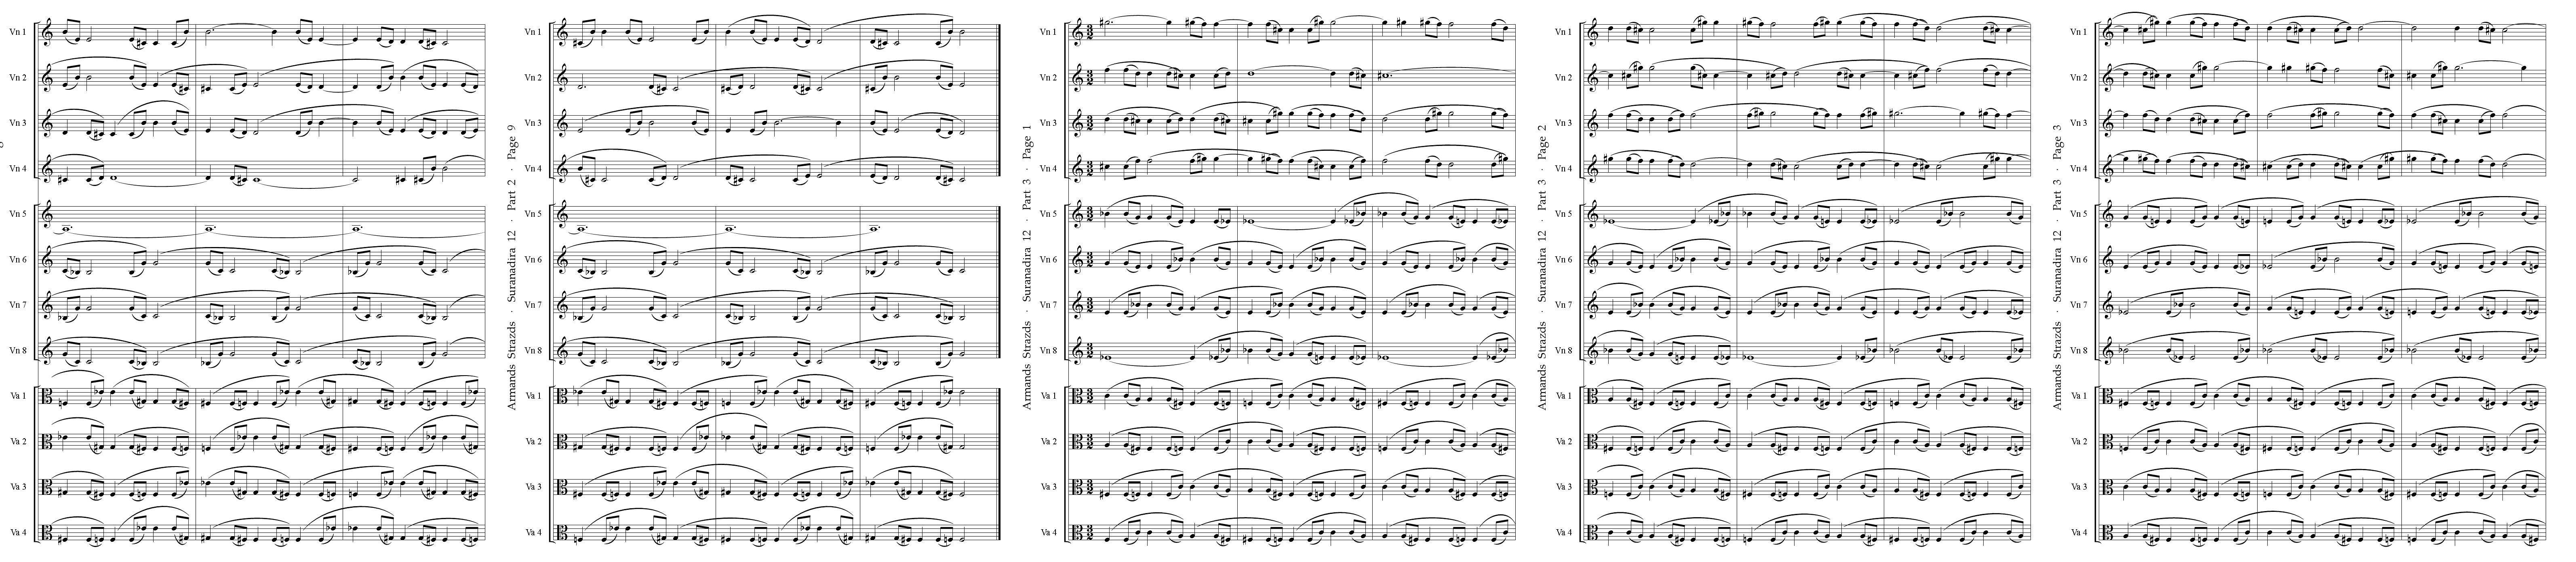 Vn 1
Vn 2
Vn 3
Vn 4
Vn 5
Vn 6
Vn 7
Vn 8
Va 1
Va 2
Va 3
Va 4
Armands Strazds · Suranadira 12 · Part 2 · Page 9
Vn 1
Vn 2
Vn 3
Vn 4
Vn 5
Vn 6
Vn 7
Vn 8
Va 1
Va 2
Va 3
Va 4
Armands Strazds · Suranadira 12 · Part 3 · Page 1
Vn 1
Vn 2
Vn 3
Vn 4
Vn 5
Vn 6
Vn 7
Vn 8
Va 1
Va 2
Va 3
Va 4
Armands Strazds · Suranadira 12 · Part 3 · Page 2
Vn 1
Vn 2
Vn 3
Vn 4
Vn 5
Vn 6
Vn 7
Vn 8
Va 1
Va 2
Va 3
Va 4
Armands Strazds · Suranadira 12 · Part 3 · Page 3
Vn 1
Vn 2
Vn 3
Vn 4
Vn 5
Vn 6
Vn 7
Vn 8
Va 1
Va 2
Va 3
Va 4